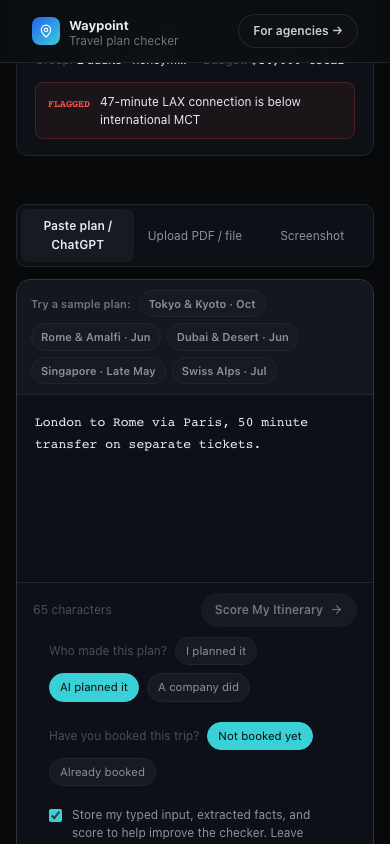 Waypoint
Travel plan checker
For agencies →
FLAGGED
47-minute LAX connection is below
international MCT
Paste plan /
ChatGPT
Upload PDF / file
Screenshot
Try a sample plan:
Tokyo & Kyoto · Oct
Rome & Amalfi · Jun
Dubai & Desert · Jun
Singapore · Late May
Swiss Alps · Jul
London to Rome via Paris, 50 minute
transfer on separate tickets.
65 characters
Score My Itinerary →
Who made this plan?
I planned it
AI planned it
A company did
Have you booked this trip?
Not booked yet
Already booked
Store my typed input, extracted facts, and
score to help improve the checker. Leave